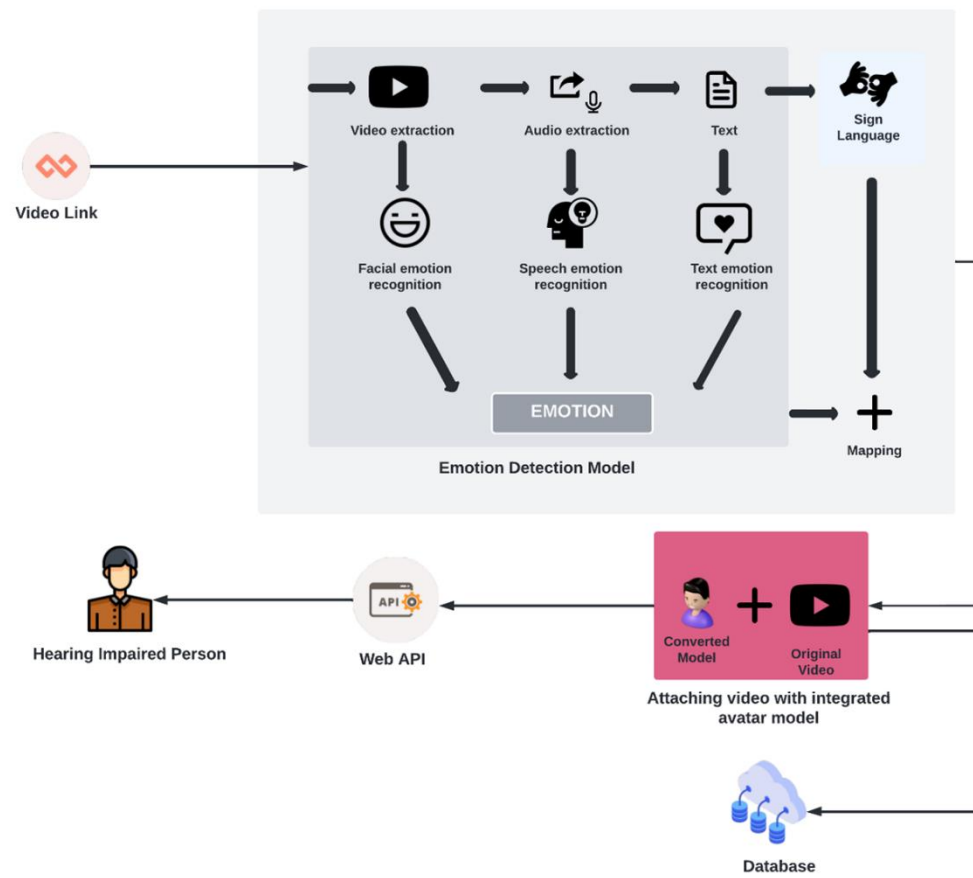 Video extraction
Audio extraction
Text
Sign
Language
Video Link
Facial emotion
recognition
Speech emotion
recognition
Text emotion
recognition
EMOTION
Mapping
Emotion Detection Model
API
Converted
Model
Original
Video
Hearing Impaired Person
Web API
Attaching video with integrated
avatar model
Database